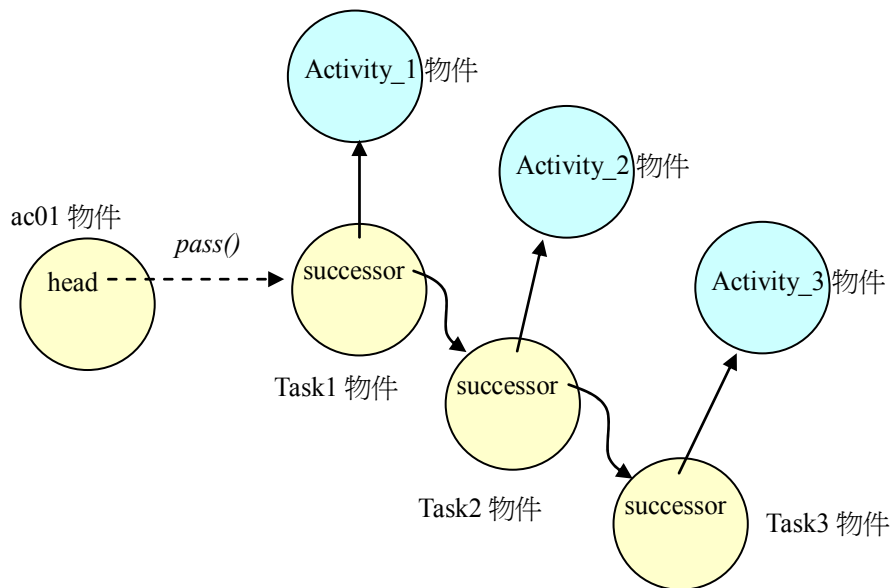 Activity_1 物件
Activity_2 物件
ac01 物件
pass()
head
successor
Activity_3 物件
Task1 物件
successor
Task2 物件
successor
Task3 物件